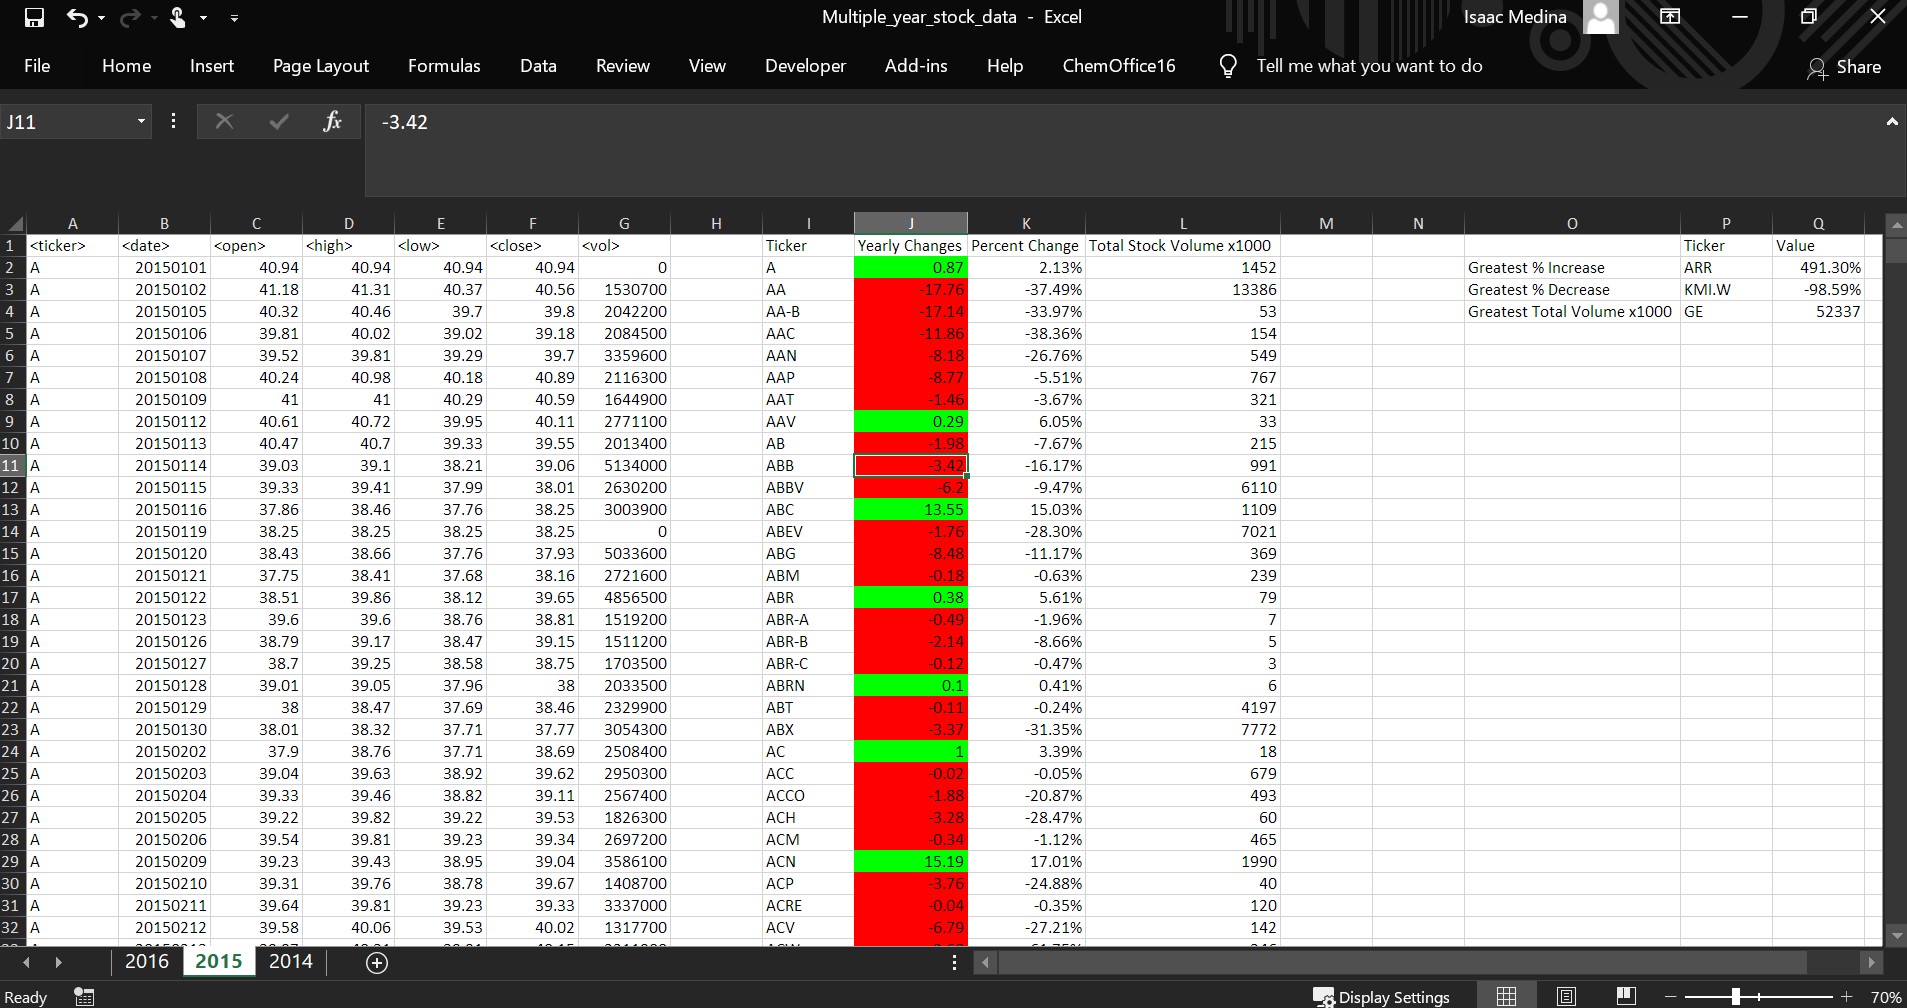 Multiple_year_stock_data - Excel
Isaac Medina
File Home Insert Page Layout Formulas Data Review View Developer Add-ins Help ChemOffice16 Tell me what you want to do Share
J11 fx -3.42
A B C D E F G H I J K L M N O P Q
1 <ticker> <date> <open> <high> <low> <close> <vol> Ticker Yearly Changes Percent Change Total Stock Volume x1000 Ticker Value
2 A 20150101 40.94 40.94 40.94 40.94 0 A 0.87 2.13% 1452 Greatest % Increase ARR 491.30%
3 A 20150102 41.18 41.31 40.37 40.56 1530700 AA -17.76 -37.49% 13386 Greatest % Decrease KMI.W -98.59%
4 A 20150105 40.32 40.46 39.7 39.8 2042200 AA-B -17.14 -33.97% 53 Greatest Total Volume x1000 GE 52337
5 A 20150106 39.81 40.02 39.02 39.18 2084500 AAC -11.86 -38.36% 154
6 A 20150107 39.52 39.81 39.29 39.7 3359600 AAN -8.18 -26.76% 549
7 A 20150108 40.24 40.98 40.18 40.89 2116300 AAP -8.77 -5.51% 767
8 A 20150109 41 41 40.29 40.59 1644900 AAT -1.46 -3.67% 321
9 A 20150112 40.61 40.72 39.95 40.11 2771100 AAV 0.29 6.05% 33
10 A 20150113 40.47 40.7 39.33 39.55 2013400 AB -1.98 -7.67% 215
11 A 20150114 39.03 39.1 38.21 39.06 5134000 ABB -3.42 -16.17% 991
12 A 20150115 39.33 39.41 37.99 38.01 2630200 ABBV -6.2 -9.47% 6110
13 A 20150116 37.86 38.46 37.76 38.25 3003900 ABC 13.55 15.03% 1109
14 A 20150119 38.25 38.25 38.25 38.25 0 ABEV -1.76 -28.30% 7021
15 A 20150120 38.43 38.66 37.76 37.93 5033600 ABG -8.48 -11.17% 369
16 A 20150121 37.75 38.41 37.68 38.16 2721600 ABM -0.18 -0.63% 239
17 A 20150122 38.51 39.86 38.12 39.65 4856500 ABR 0.38 5.61% 79
18 A 20150123 39.6 39.6 38.76 38.81 1519200 ABR-A -0.49 -1.96% 7
19 A 20150126 38.79 39.17 38.47 39.15 1511200 ABR-B -2.14 -8.66% 5
20 A 20150127 38.7 39.25 38.58 38.75 1703500 ABR-C -0.12 -0.47% 3
21 A 20150128 39.01 39.05 37.96 38 2033500 ABRN 0.1 0.41% 6
22 A 20150129 38 38.47 37.69 38.46 2329900 ABT -0.11 -0.24% 4197
23 A 20150130 38.01 38.32 37.71 37.77 3054300 ABX -3.37 -31.35% 7772
24 A 20150202 37.9 38.76 37.71 38.69 2508400 AC 1 3.39% 18
25 A 20150203 39.04 39.63 38.92 39.62 2950300 ACC -0.02 -0.05% 679
26 A 20150204 39.33 39.46 38.82 39.11 2567400 ACCO -1.88 -20.87% 493
27 A 20150205 39.22 39.82 39.22 39.53 1826300 ACH -3.28 -28.47% 60
28 A 20150206 39.54 39.81 39.23 39.34 2697200 ACM -0.34 -1.12% 465
29 A 20150209 39.23 39.43 38.95 39.04 3586100 ACN 15.19 17.01% 1990
30 A 20150210 39.31 39.76 38.78 39.67 1408700 ACP -3.76 -24.88% 40
31 A 20150211 39.64 39.81 39.23 39.33 3337000 ACRE -0.04 -0.35% 120
32 A 20150212 39.58 40.06 39.53 40.02 1317700 ACV -6.79 -27.21% 142
2016 2015 2014
Ready Display Settings 70%